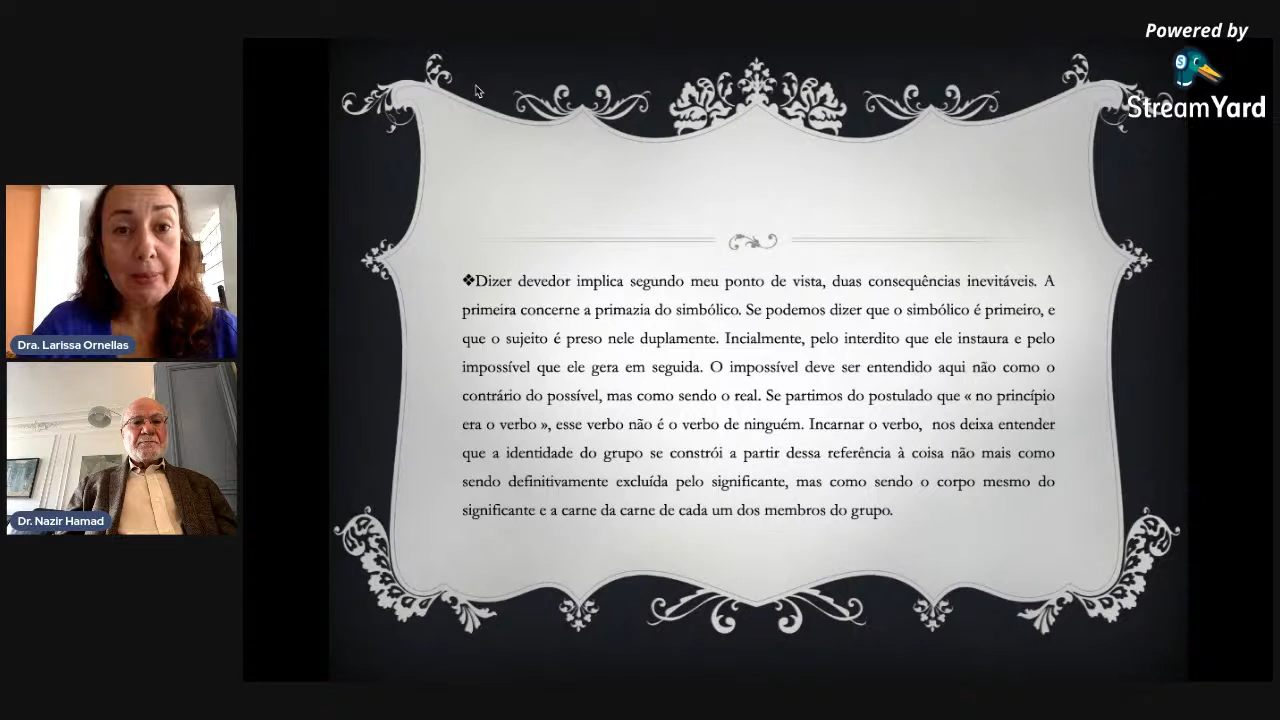 Powered by
StreamYard
Dra. Larissa Ornellas
Dr. Nazir Hamad
❖Dizer devedor implica segundo meu ponto de vista, duas consequências inevitáveis. A
primeira concerne a primazia do simbólico. Se podemos dizer que o simbólico é primeiro, e
que o sujeito é preso nele duplamente. Incialmente, pelo interdito que ele instaura e pelo
impossível que ele gera em seguida. O impossível deve ser entendido aqui não como o
contrário do possível, mas como sendo o real. Se partimos do postulado que « no princípio
era o verbo », esse verbo não é o verbo de ninguém. Incarnar o verbo, nos deixa entender
que a identidade do grupo se constrói a partir dessa referência à coisa não mais como
sendo definitivamente excluída pelo significante, mas como sendo o corpo mesmo do
significante e a carne da carne de cada um dos membros do grupo.